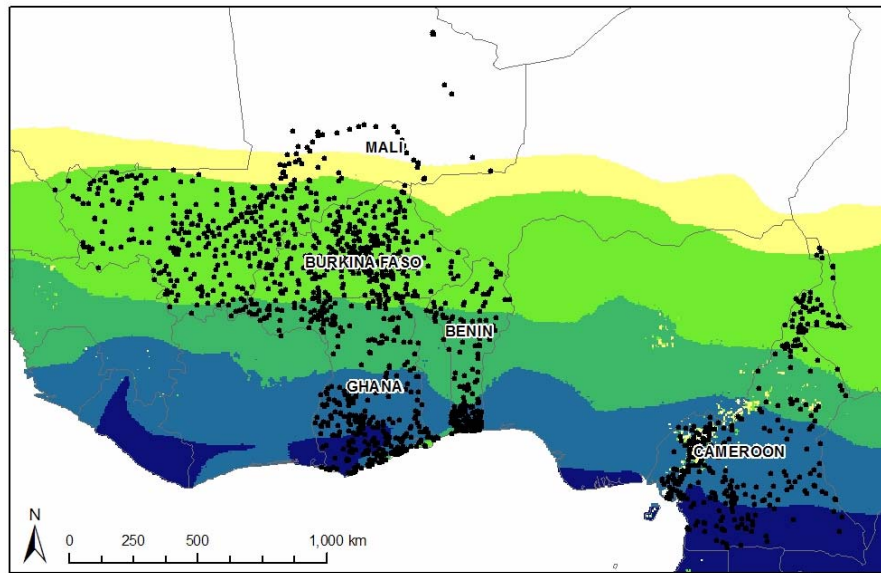 MALI
BURKINA FASO
BENIN
GHANA
CAMEROON
N
0 250 500 1,000 km